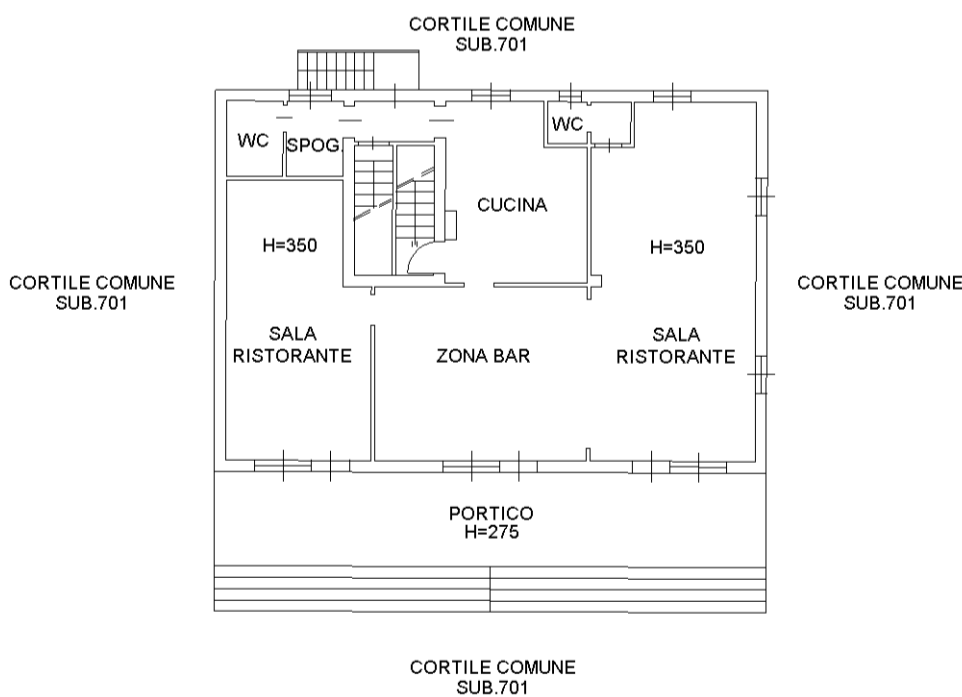 CORTILE COMUNE
SUB.701
WC
SPOG.
WC
CUCINA
H=350
H=350
CORTILE COMUNE
SUB.701
CORTILE COMUNE
SUB.701
SALA
RISTORANTE
ZONA BAR
SALA
RISTORANTE
PORTICO
H=275
CORTILE COMUNE
SUB.701